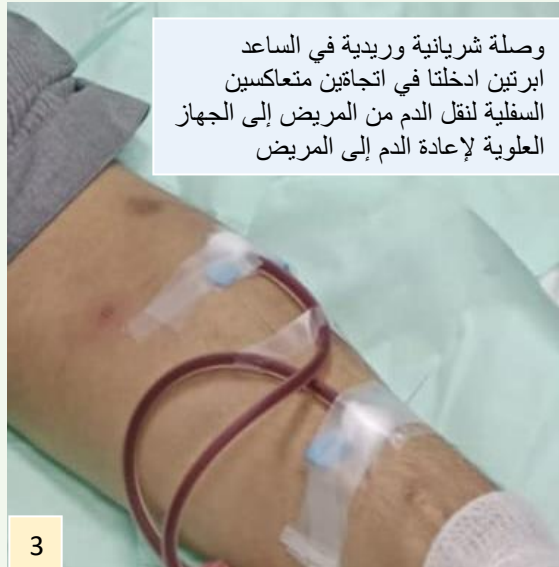 وصلة شريانية وريدية في الساعد
ابرتين ادخلتا في اتجاةين متعاكسين
السفلية لنقل الدم من المريض إلى الجهاز
العلوية لإعادة الدم إلى المريض
3